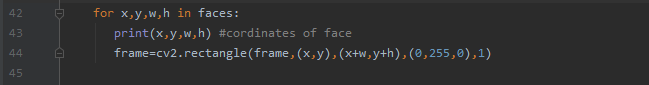 42 for x,y,w,h in faces:
43 print(x,y,w,h) #cordinates of face
44 frame=cv2.rectangle(frame,(x,y),(x+w,y+h),(0,255,0),1)
45